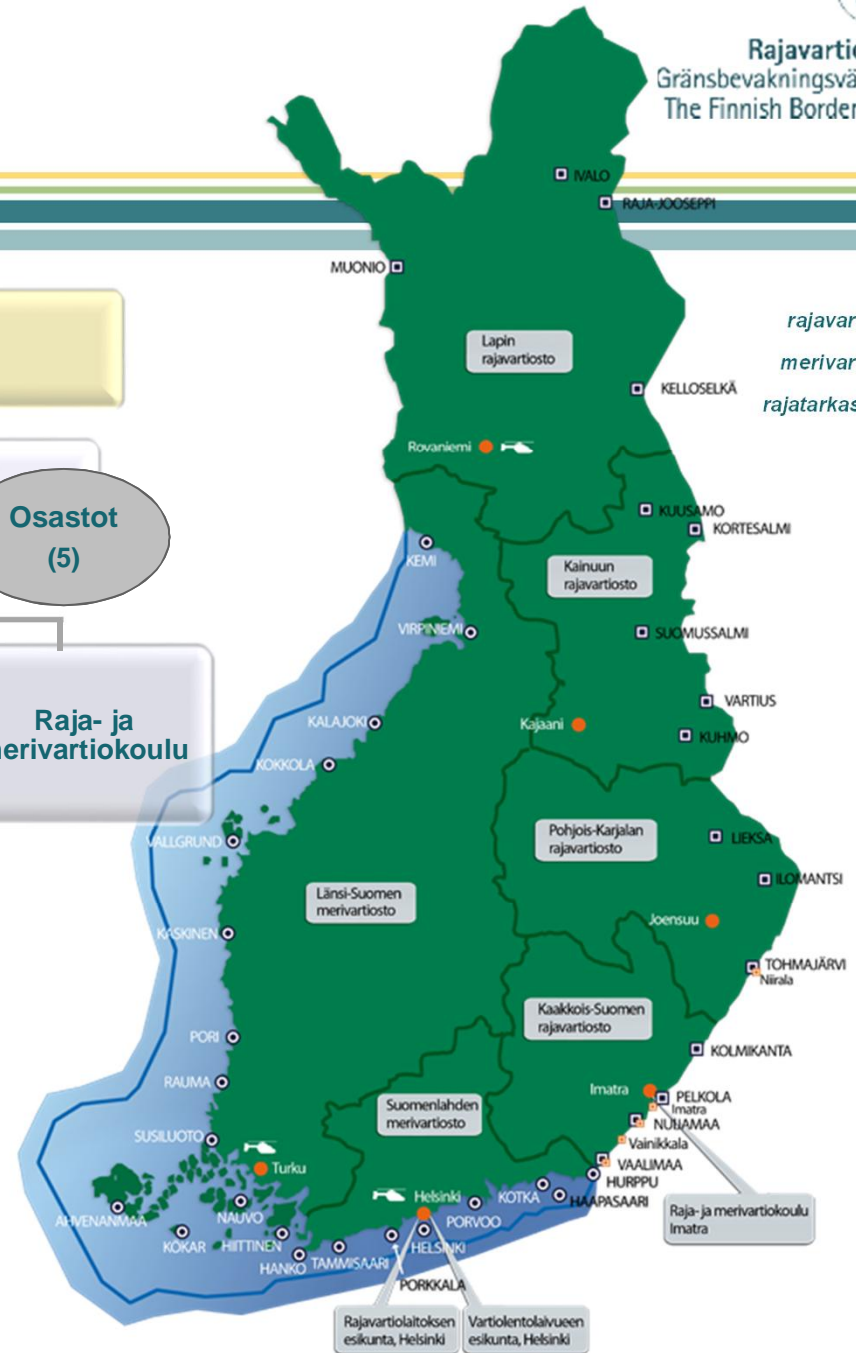 Rajavartio
Gränsbevakningsvä
The Finnish Border
IVALO
RAJA-JOOSEPPI
MUONIO
rajavar
Lapin
rajavartiosto
merivar
KELLOSELKÄ
rajatarkas
Rovaniemi
Osastot
(5)
KUUSAMO
KORTESALMI
KEMI
Kainuun
rajavartiosto
VIRPINIEMI
SUOMUSSALMI
Raja- ja
merivartiokoulu
VARTIUS
KALAJOKI
Kajaani
KUHMO
KOKKOLA
VALLGRUND
Pohjois-Karjalan
rajavartiosto
LIEKSA
ILOMANTSI
Länsi-Suomen
merivartiosto
Joensuu
KASKINEN
TOHMAJÄRVI
Niirala
Kaakkois-Suomen
rajavartiosto
PORI
KOLMIKANTA
RAUMA
Imatra
PELKOLA
Imatra
Suomenlahden
merivartiosto
NUIJAMAA
SUSILUOTO
Vainikkala
Turku
VAALIMAA
HURPPU
AHVENANMAA
NAUVO
Helsinki
KOTKA
HAAPASAARI
KÖKAR
HIITTINEN
PORVOO
Raja- ja merivartiokoulu
Imatra
HANKO
TAMMISAARI
HELSINKI
PORKKALA
Rajavartiolaitoksen
esikunta, Helsinki
Vartiolentolaivueen
esikunta, Helsinki